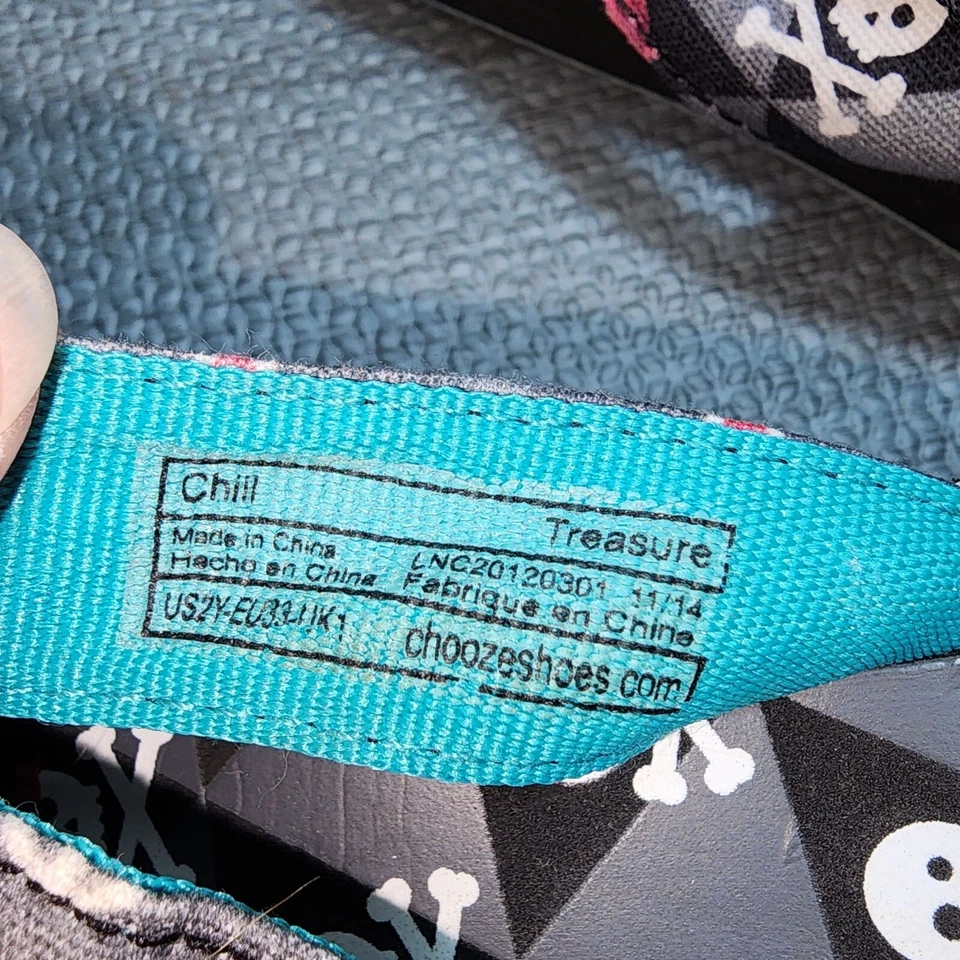 Chill
Treasure
Made in China LNC20120301 11/14
Hecho en China Fabrique en Chine
US2Y-EU33-UK1 choozeshoes.com